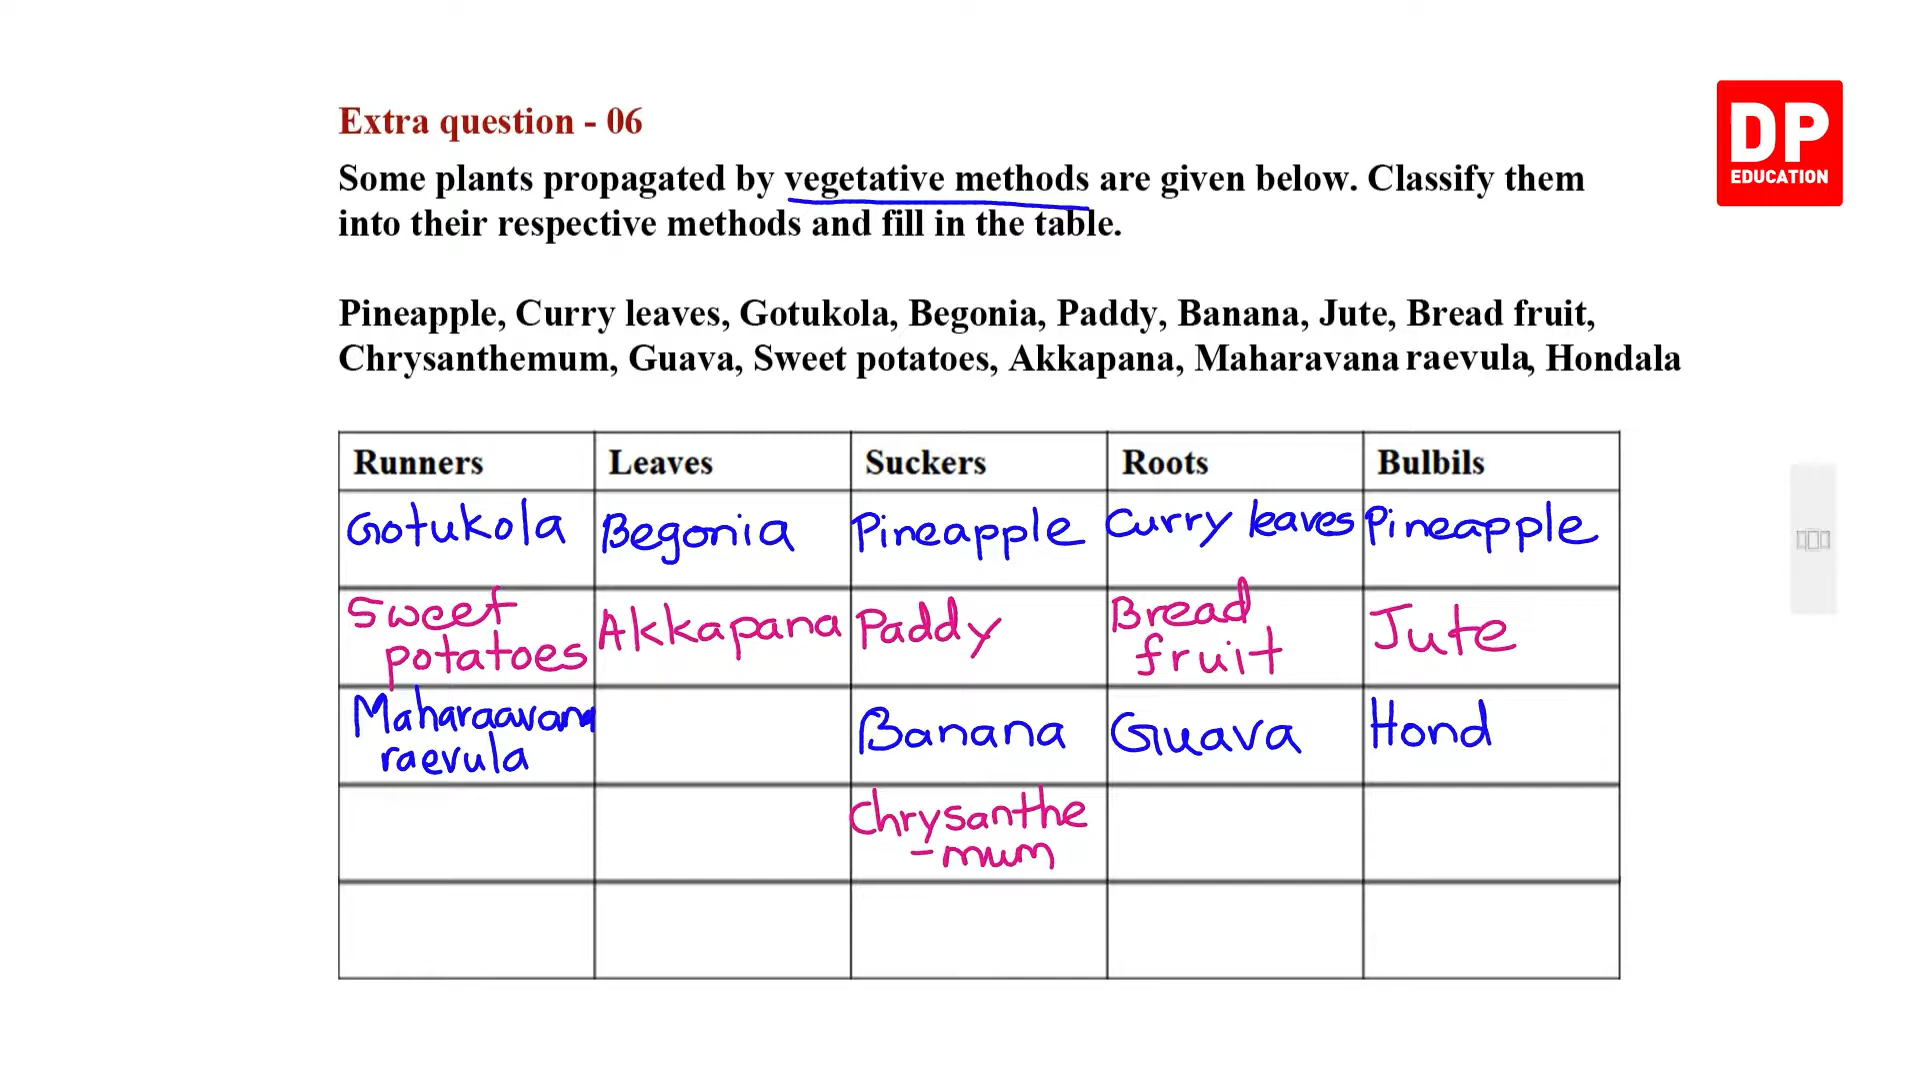 DP
EDUCATION
Extra question - 06
Some plants propagated by vegetative methods are given below. Classify them
into their respective methods and fill in the table.
Pineapple, Curry leaves, Gotukola, Begonia, Paddy, Banana, Jute, Bread fruit,
Chrysanthemum, Guava, Sweet potatoes, Akkapana, Maharavana raevula, Hondala
Runners Leaves Suckers Roots Bulbils
Gotukola Begonia Pineapple Curry leaves Pineapple
Sweet potatoes Akkapana Paddy Bread fruit Jute
Maharaavana raevula Banana Guava Hond
Chrysanthe
-mum